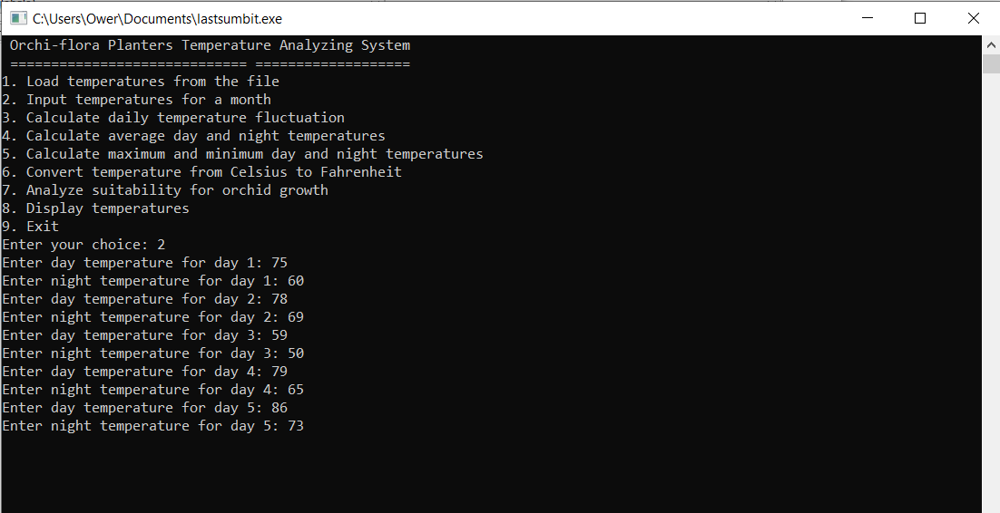 C:\Users\Ower\Documents\lastsumbit.exe
Orchi-flora Planters Temperature Analyzing System
============================= ===================
1. Load temperatures from the file
2. Input temperatures for a month
3. Calculate daily temperature fluctuation
4. Calculate average day and night temperatures
5. Calculate maximum and minimum day and night temperatures
6. Convert temperature from Celsius to Fahrenheit
7. Analyze suitability for orchid growth
8. Display temperatures
9. Exit
Enter your choice: 2
Enter day temperature for day 1: 75
Enter night temperature for day 1: 60
Enter day temperature for day 2: 78
Enter night temperature for day 2: 69
Enter day temperature for day 3: 59
Enter night temperature for day 3: 50
Enter day temperature for day 4: 79
Enter night temperature for day 4: 65
Enter day temperature for day 5: 86
Enter night temperature for day 5: 73